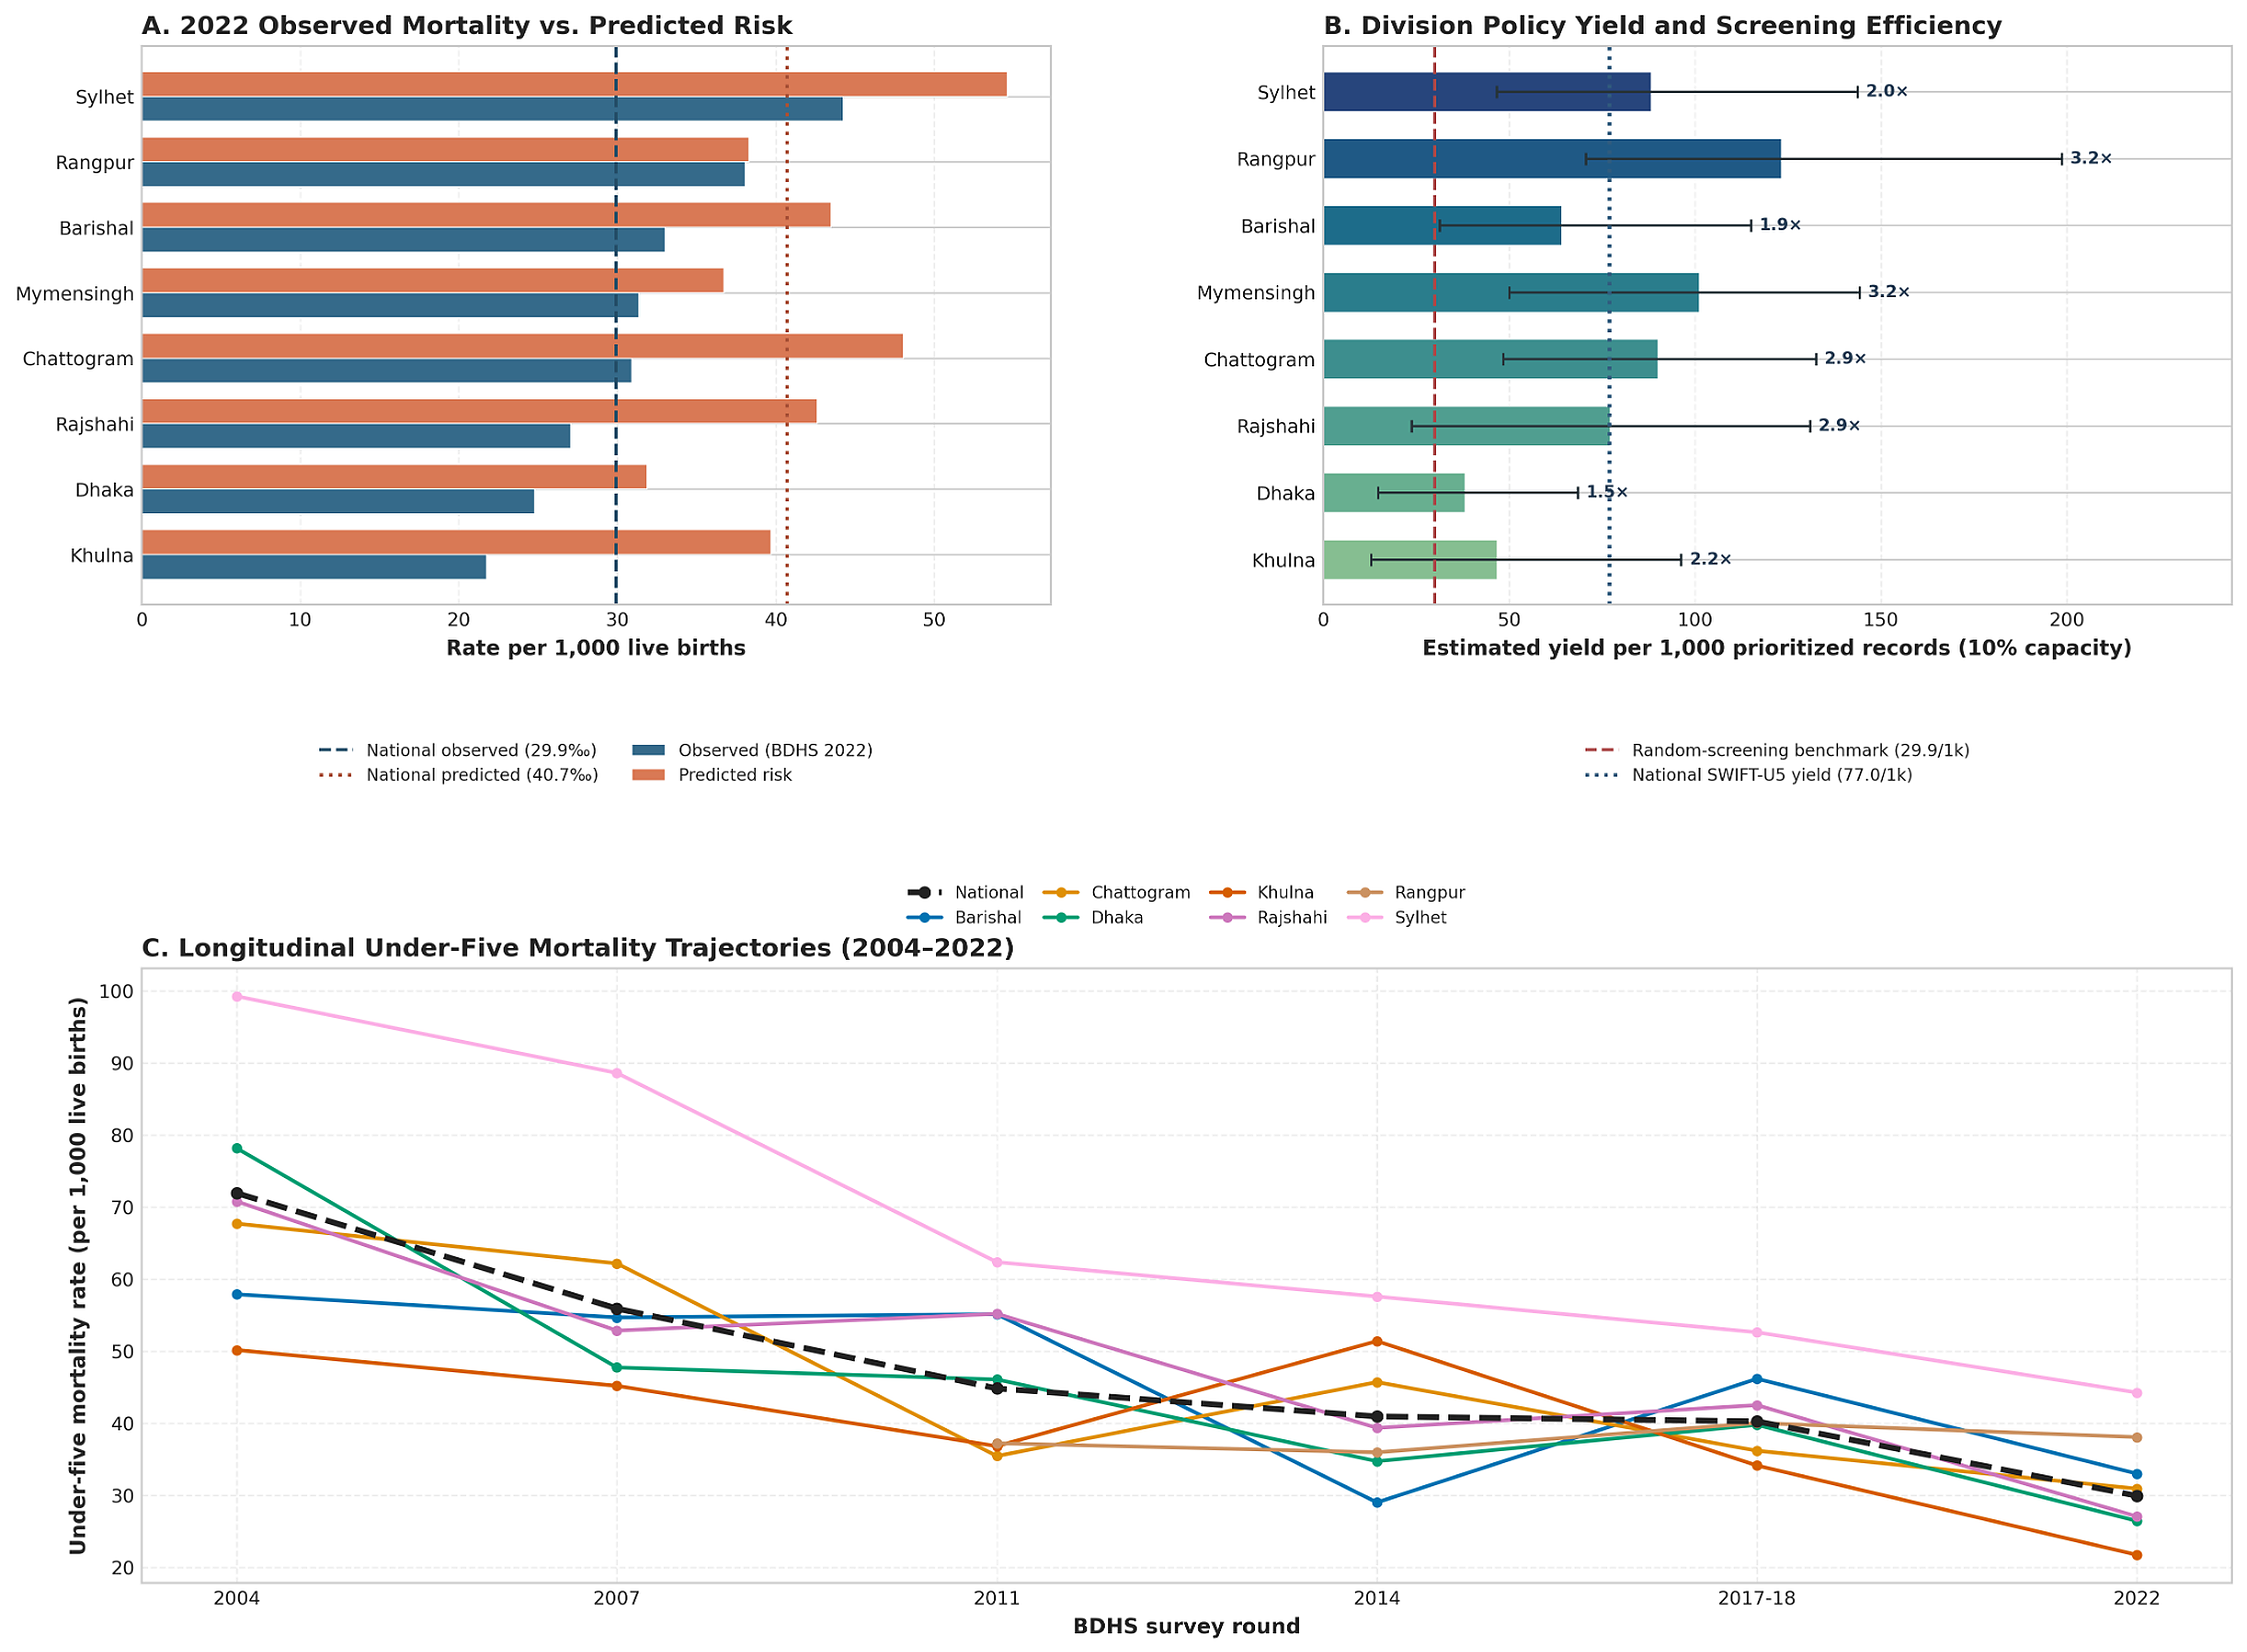 A. 2022 Observed Mortality vs. Predicted Risk
Sylhet
Rangpur
Barishal
Mymensingh
Chattogram
Rajshahi
Dhaka
Khulna
0 10 20 30 40 50
Rate per 1,000 live births
National observed (29.9‰)
National predicted (40.7‰)
Observed (BDHS 2022)
Predicted risk
B. Division Policy Yield and Screening Efficiency
Sylhet 2.0×
Rangpur 3.2×
Barishal 1.9×
Mymensingh 3.2×
Chattogram 2.9×
Rajshahi 2.9×
Dhaka 1.5×
Khulna 2.2×
0 50 100 150 200
Estimated yield per 1,000 prioritized records (10% capacity)
Random-screening benchmark (29.9/1k)
National SWIFT-U5 yield (77.0/1k)
National Chattogram Khulna Rangpur
Barishal Dhaka Rajshahi Sylhet
C. Longitudinal Under-Five Mortality Trajectories (2004–2022)
Under-five mortality rate (per 1,000 live births)
100
90
80
70
60
50
40
30
20
2004 2007 2011 2014 2017-18 2022
BDHS survey round